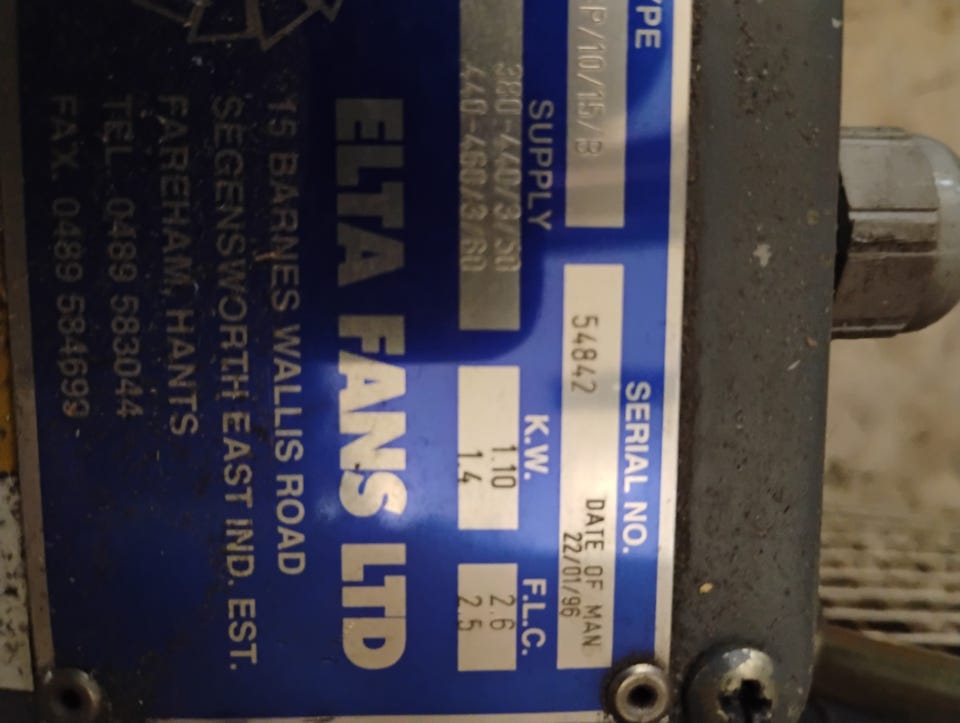 YPE
SERIAL NO.
P/10/15/B
54842
DATE OF MAN
22/01/96
SUPPLY
K.W.
F.L.C.
380-440/3/50
1.10
2.6
440-460/3/60
1.4
2.5
ELTA FANS LTD
15 BARNES WALLIS ROAD
SEGENSWORTH EAST IND. EST.
FAREHAM, HANTS
TEL. 0489 583044
FAX. 0489 584699